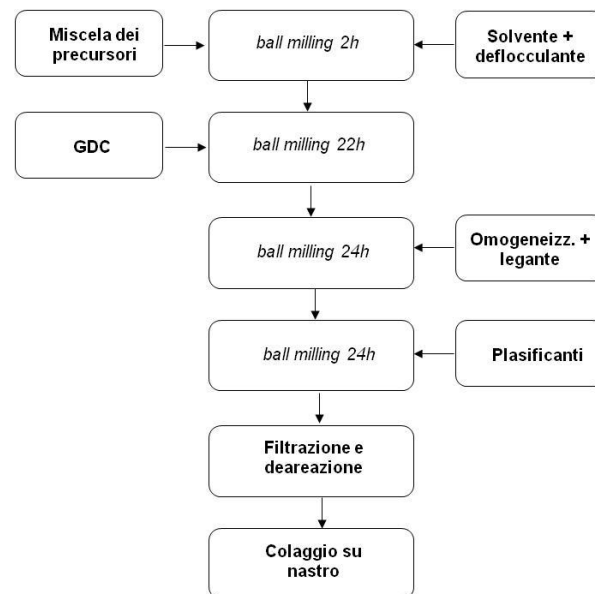 Miscela dei
precursori
ball milling 2h
Solvente +
deflocculante
GDC
ball milling 22h
ball milling 24h
Omogeneizz. +
legante
ball milling 24h
Plasificanti
Filtrazione e
deareazione
Colaggio su
nastro